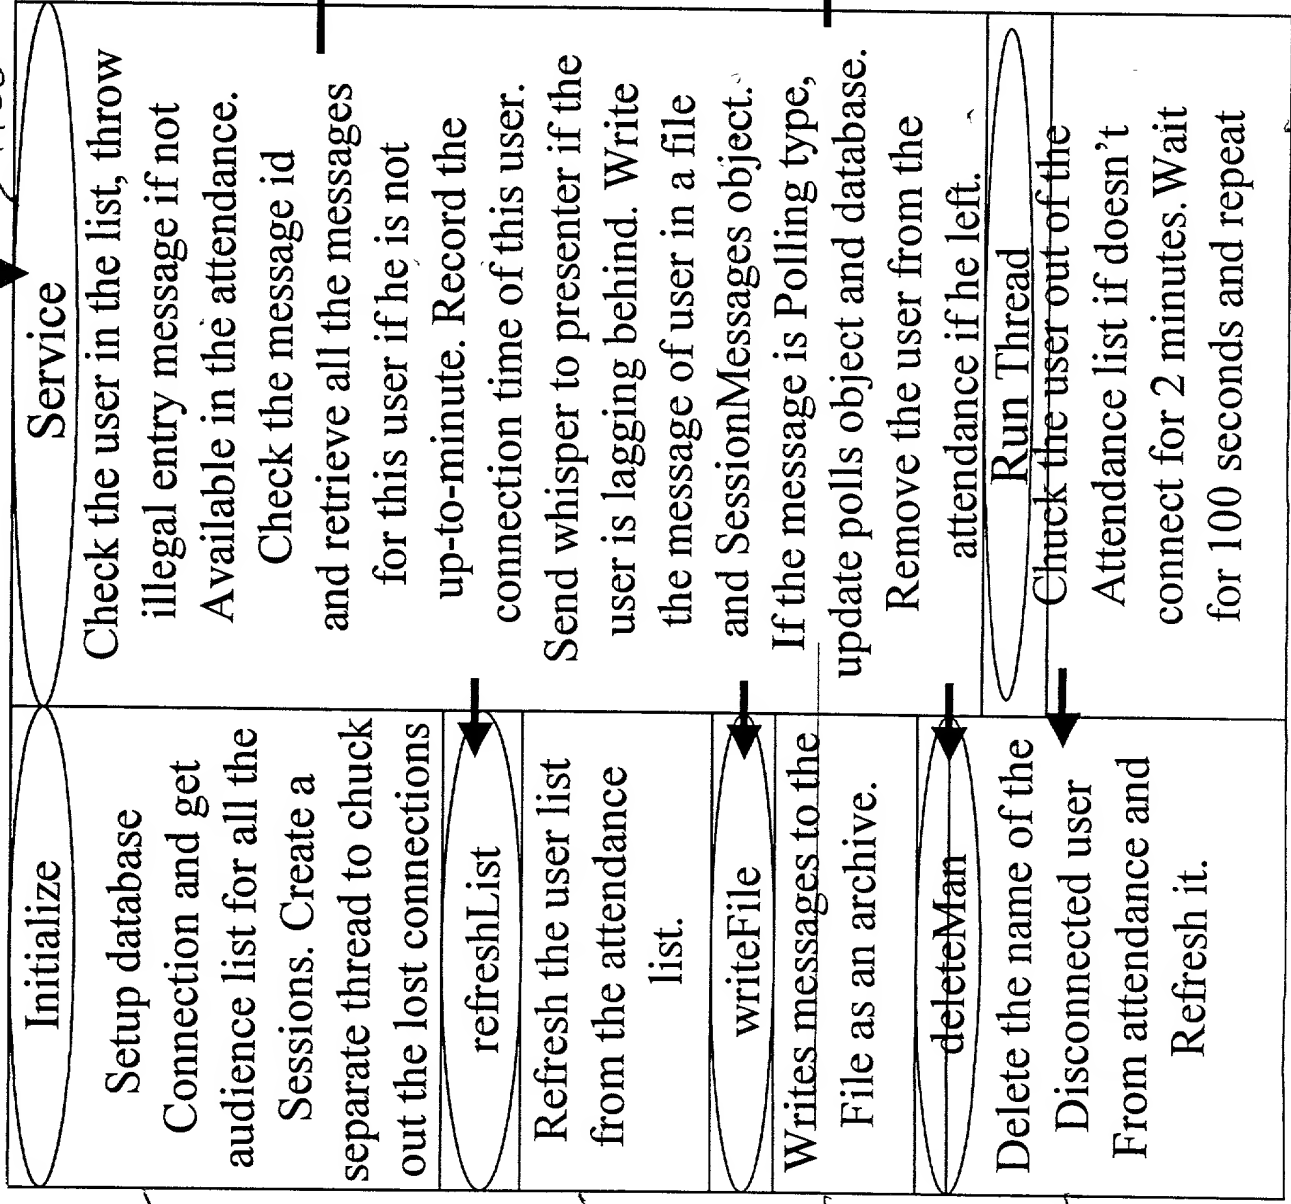 Initialize
Setup database
Connection and get
audience list for all the
Sessions. Create a
separate thread to chuck
out the lost connections
refreshList
Refresh the user list
from the attendance
list.
writeFile
Writes messages to the
File as an archive.
deleteMan
Delete the name of the
Disconnected user
From attendance and
Refresh it.
Service
Check the user in the list, throw
illegal entry message if not
Available in the attendance.
Check the message id
and retrieve all the messages
for this user if he is not
up-to-minute. Record the
connection time of this user.
Send whisper to presenter if the
user is lagging behind. Write
the message of user in a file
and SessionMessages object.
If the message is Polling type,
update polls object and database.
Remove the user from the
attendance if he left.
Run Thread
Chuck the user out of the
Attendance list if doesn't
connect for 2 minutes. Wait
for 100 seconds and repeat